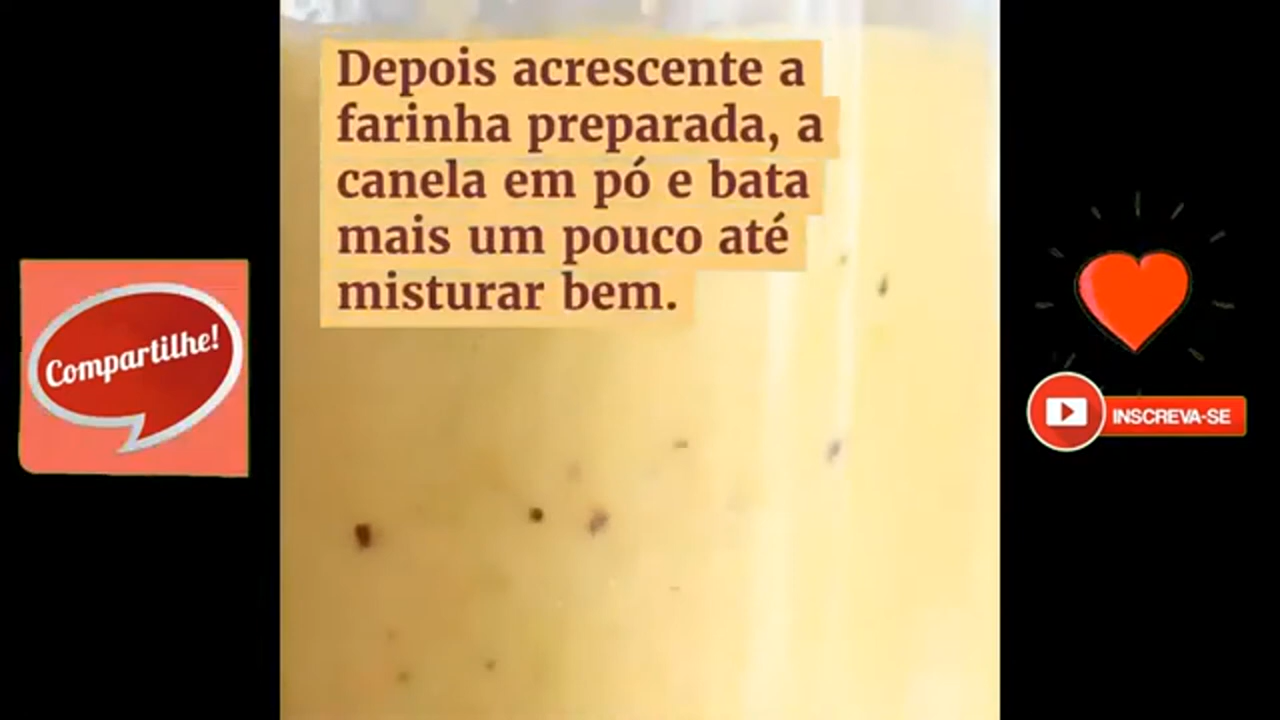 Depois acrescente a
farinha preparada, a
canela em pó e bata
mais um pouco até
misturar bem.
Compartilhe!
INSCREVA-SE